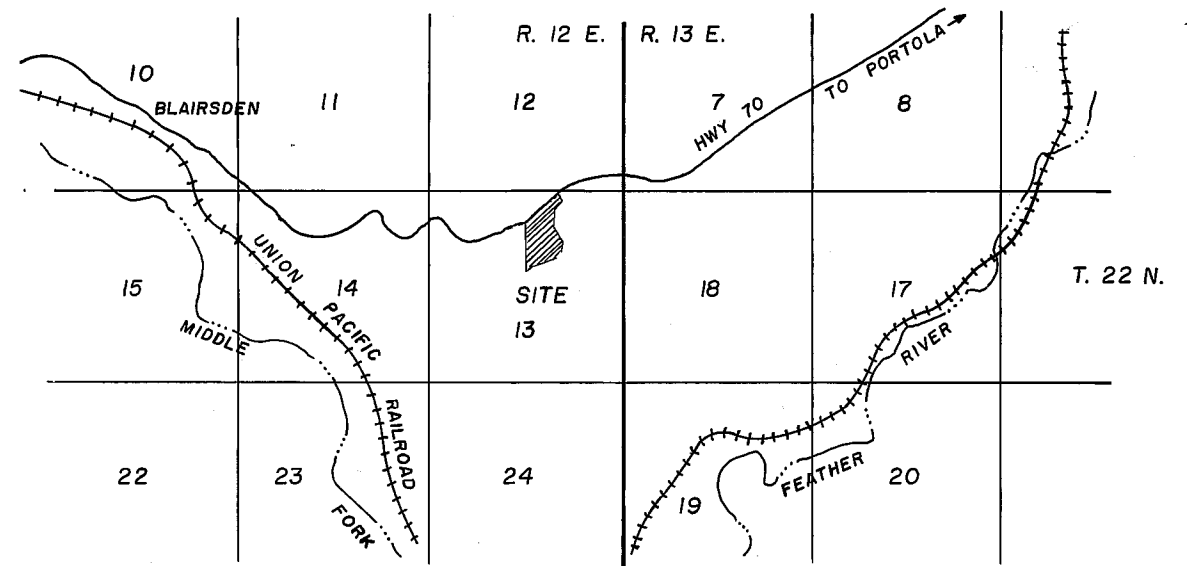 R. 12 E.
R. 13 E.
10
BLAIRSDEN
11
12
7
HWY 70
TO PORTOLA
8
15
UNION PACIFIC RAILROAD
14
SITE
13
18
17
T. 22 N.
MIDDLE FORK
FEATHER RIVER
22
23
24
19
20